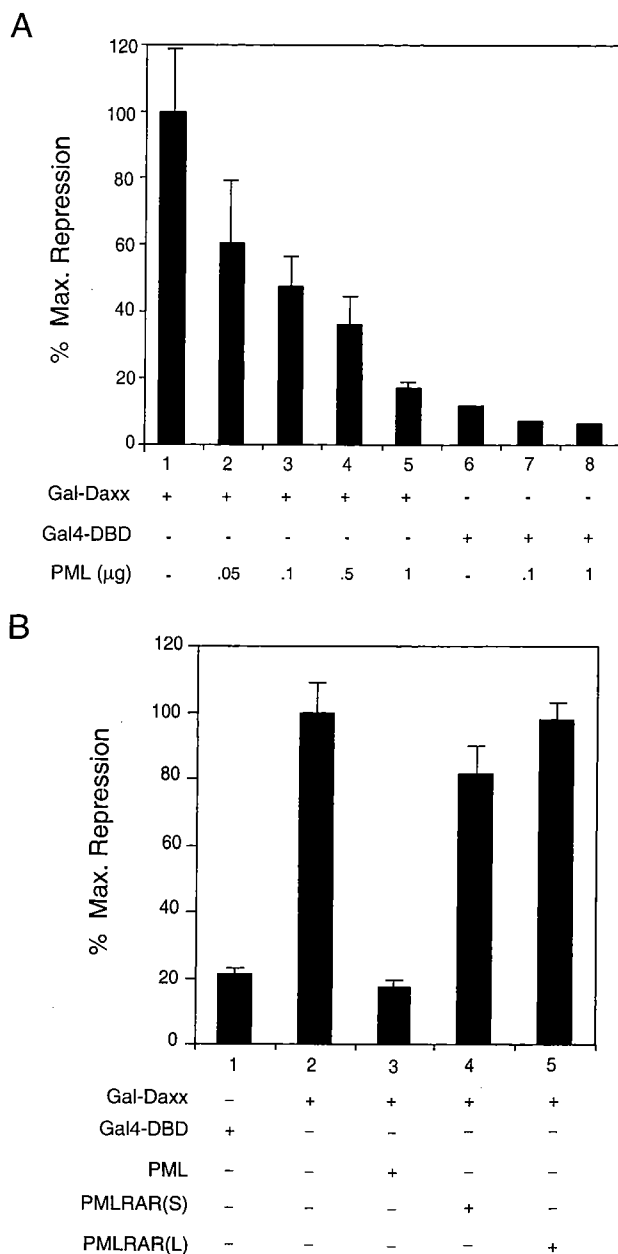 A
% Max. Repression
120
100
80
60
40
20
0
1 2 3 4 5 6 7 8
Gal-Daxx + + + + + - - -
Gal4-DBD - - - - - + + +
PML (μg) - .05 .1 .5 1 - .1 1
B
% Max. Repression
120
100
80
60
40
20
0
1 2 3 4 5
Gal-Daxx – + + + +
Gal4-DBD + – – – –
PML – – + – –
PMLRAR(S) – – – + –
PMLRAR(L) – – – – +